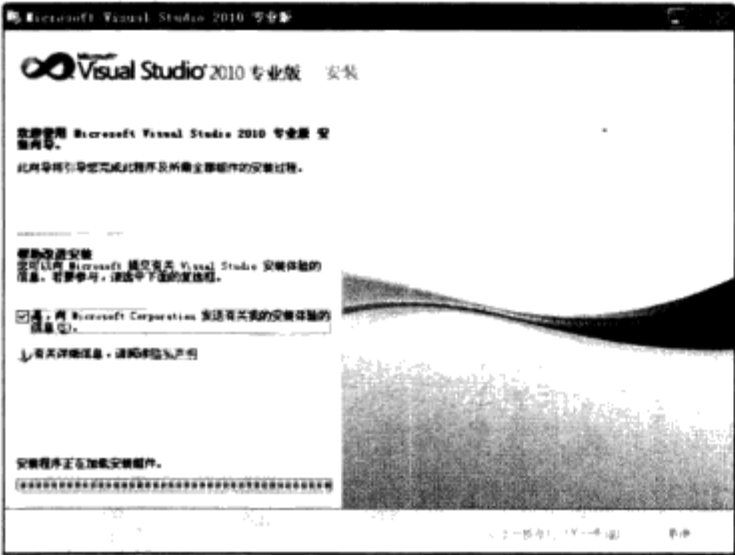 Microsoft Visual Studio 2010 专业版
Microsoft
Visual Studio 2010 专业版 安装
欢迎使用 Microsoft Visual Studio 2010 专业版 安
装向导。
此向导将引导您完成此程序及所需全部组件的安装过程。
帮助改进安装
您可以向 Microsoft 提交有关 Visual Studio 安装体验的
信息。若要参与，请选中下面的复选框。
是，向 Microsoft Corporation 发送有关我的安装体验的
信息(S)。
有关详细信息，请阅读隐私声明
安装程序正在加载安装组件。
取消